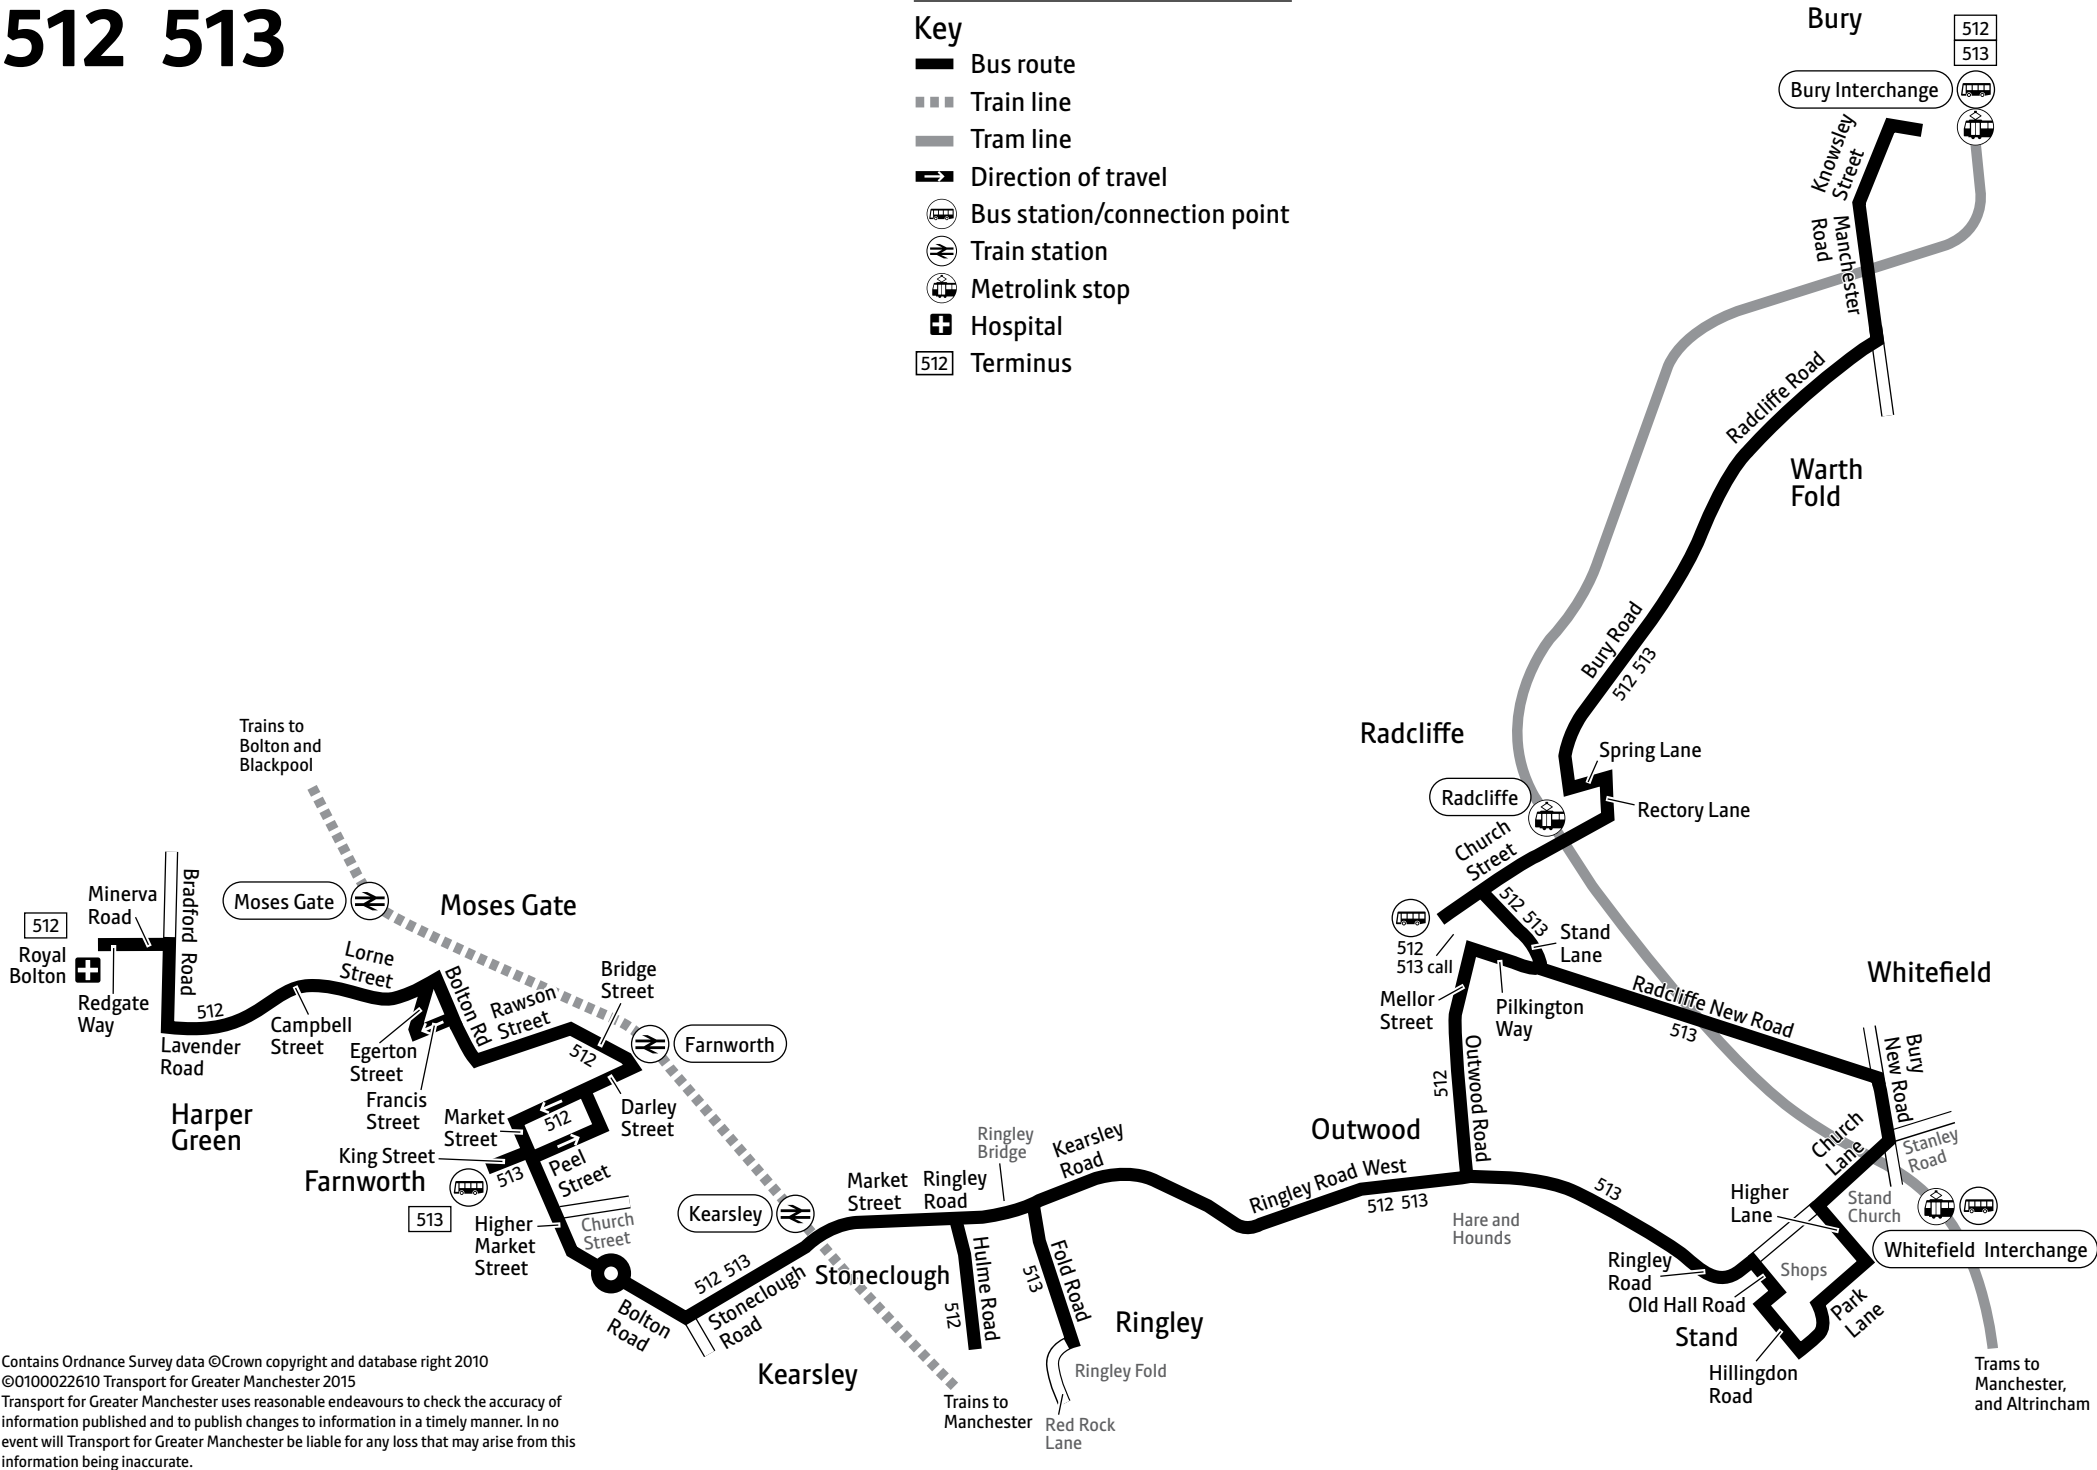 512 513
Key
Bus route
Train line
Tram line
Direction of travel
Bus station/connection point
Train station
Metrolink stop
Hospital
512
Terminus
Bury
512
513
Bury Interchange
Knowsley
Street
Manchester
Road
Radcliffe Road
Warth
Fold
Bury Road
512 513
Radcliffe
Spring Lane
Radcliffe
Rectory Lane
Church
Street
512 513
512
513 call
Stand
Lane
Whitefield
Mellor
Street
Pilkington
Way
Radcliffe New Road
513
Bury
New Road
Outwood Road
512
Outwood
Church
Lane
Stanley
Road
Higher
Lane
Stand
Church
Whitefield Interchange
Ringley Road West
512 513
513
Hare and
Hounds
Ringley
Road
Shops
Old Hall Road
Park
Lane
Stand
Hillingdon
Road
Trams to
Manchester,
and Altrincham
Trains to
Bolton and
Blackpool
Moses Gate
Moses Gate
Minerva
Road
Bradford Road
512
Royal
Bolton
Redgate
Way
512
Lavender
Road
Campbell
Street
Lorne
Street
Egerton
Street
Francis
Street
Bolton Rd
Rawson
Street
Bridge
Street
512
Farnworth
Harper
Green
Market
Street
512
Darley
Street
King Street
Farnworth
513
513
Peel
Street
Higher
Market
Street
Church
Street
Kearsley
Bolton
Road
512 513
Stoneclough
Road
Stoneclough
Kearsley
Market
Street
Ringley
Road
Ringley
Bridge
Kearsley
Road
Hulme Road
512
Fold Road
513
Ringley
Ringley Fold
Red Rock
Lane
Trains to
Manchester
Contains Ordnance Survey data ©Crown copyright and database right 2010
©0100022610 Transport for Greater Manchester 2015
Transport for Greater Manchester uses reasonable endeavours to check the accuracy of
information published and to publish changes to information in a timely manner. In no
event will Transport for Greater Manchester be liable for any loss that may arise from this
information being inaccurate.